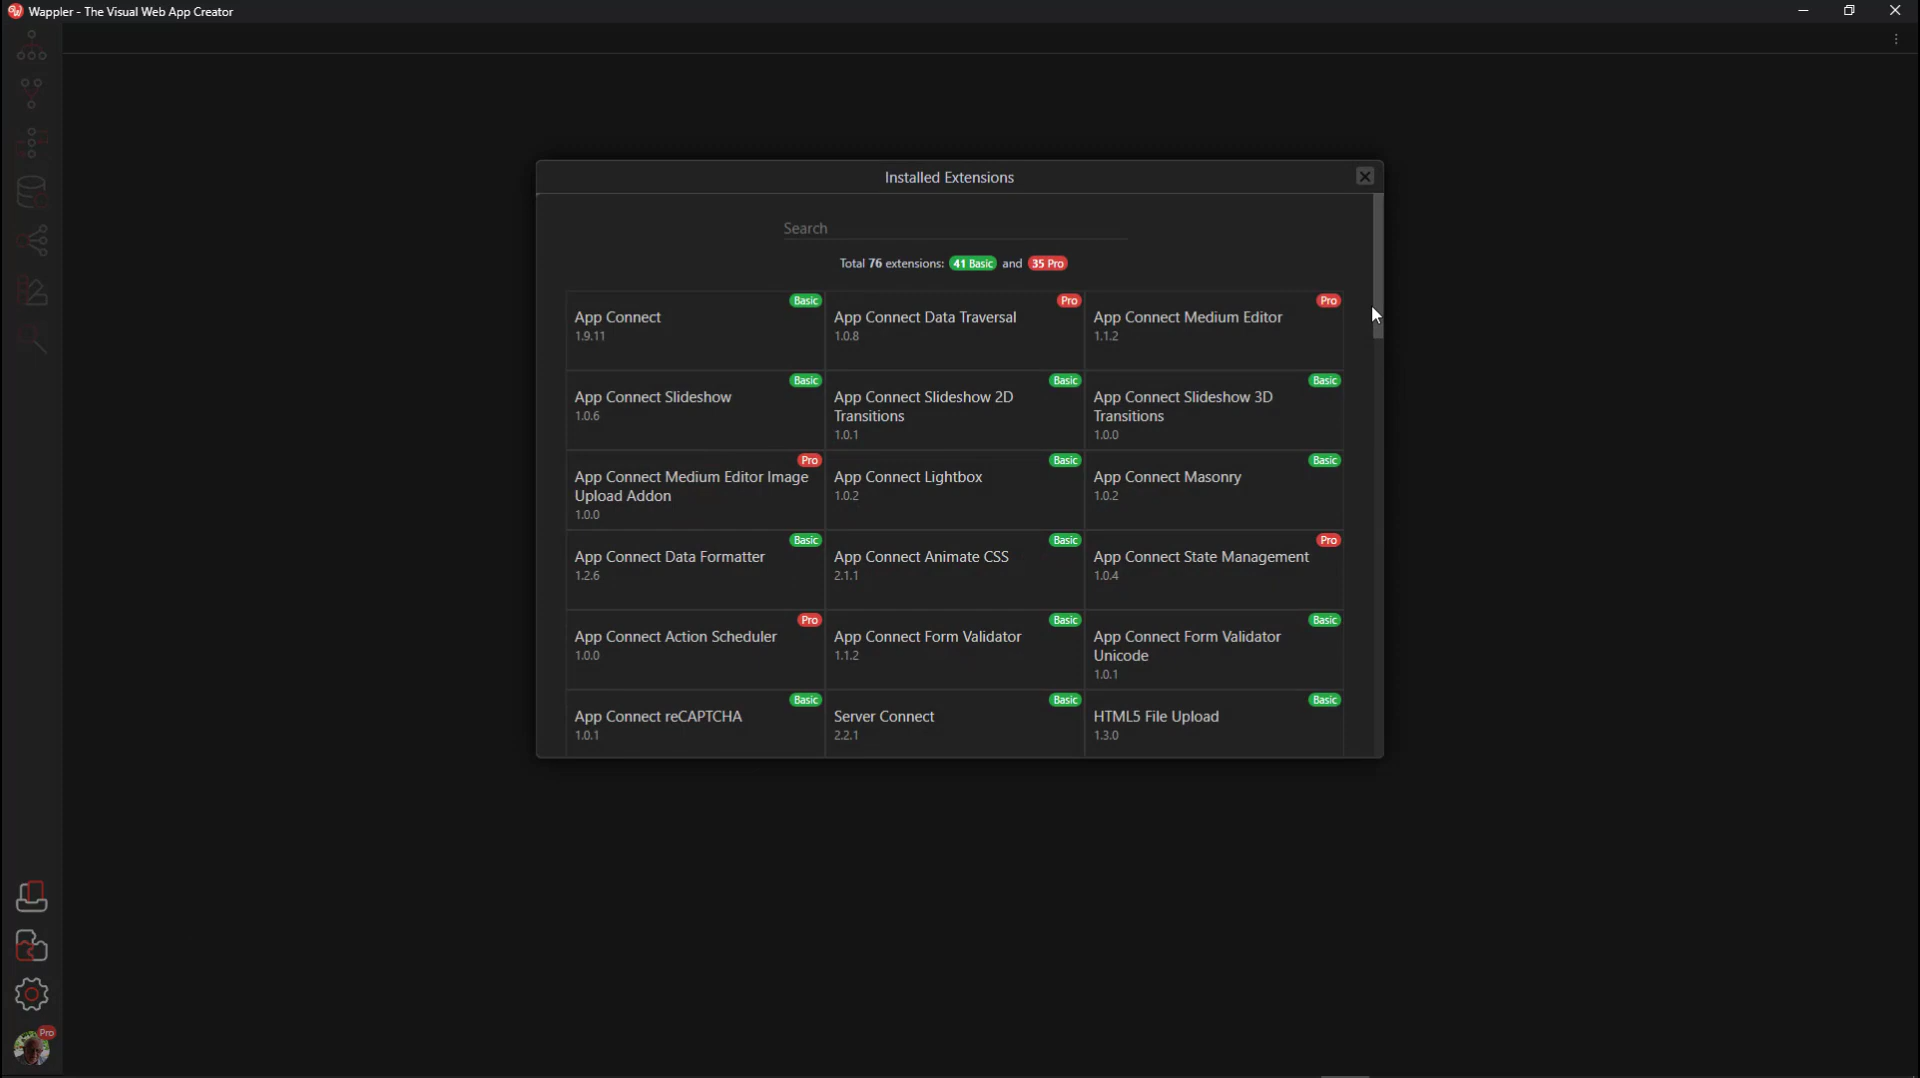 Wappler - The Visual Web App Creator
Installed Extensions
Search
Total 76 extensions: 41 Basic and 35 Pro
Basic
App Connect
1.9.11
Pro
App Connect Data Traversal
1.0.8
Pro
App Connect Medium Editor
1.1.2
Basic
App Connect Slideshow
1.0.6
Basic
App Connect Slideshow 2D
Transitions
1.0.1
Basic
App Connect Slideshow 3D
Transitions
1.0.0
Pro
App Connect Medium Editor Image
Upload Addon
1.0.0
Basic
App Connect Lightbox
1.0.2
Basic
App Connect Masonry
1.0.2
Basic
App Connect Data Formatter
1.2.6
Basic
App Connect Animate CSS
2.1.1
Pro
App Connect State Management
1.0.4
Pro
App Connect Action Scheduler
1.0.0
Basic
App Connect Form Validator
1.1.2
Basic
App Connect Form Validator
Unicode
1.0.1
Basic
App Connect reCAPTCHA
1.0.1
Basic
Server Connect
2.2.1
Basic
HTML5 File Upload
1.3.0
Pro